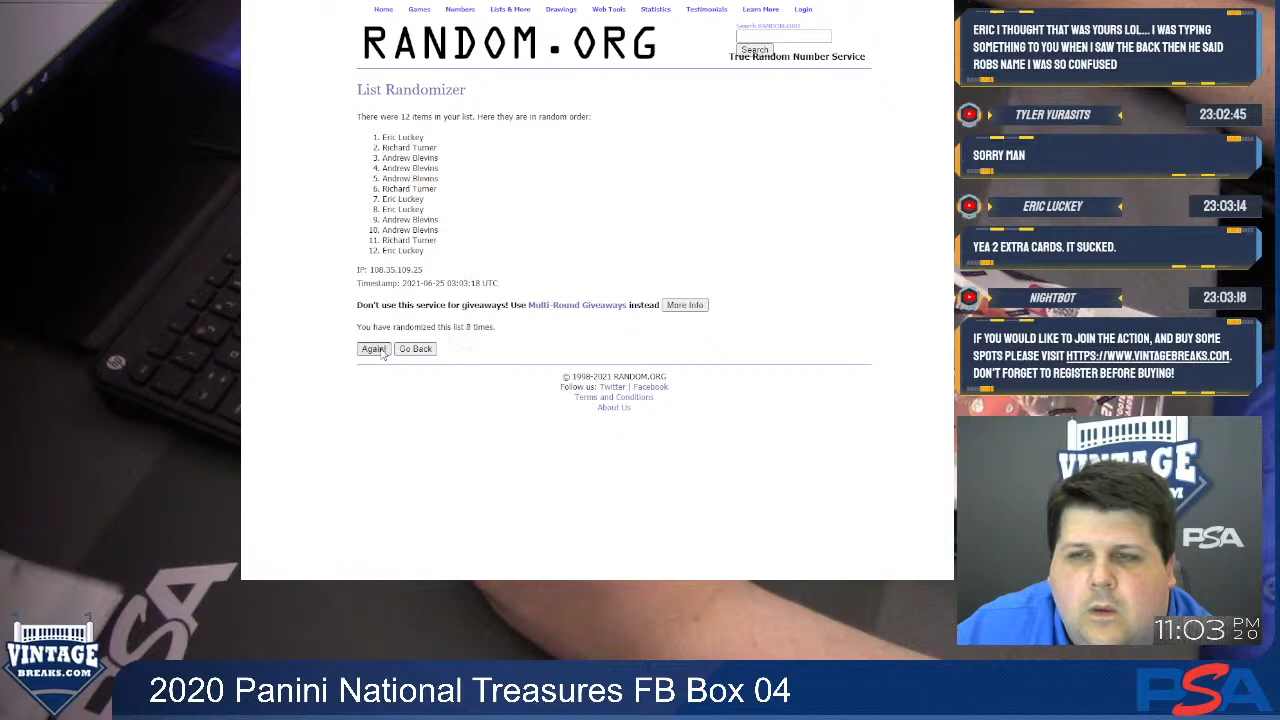 Home Games Numbers Lists & More Drawings Web Tools Statistics Testimonials Learn More Login
RANDOM.ORG
Search RANDOM.ORG
Search
True Random Number Service
List Randomizer
There were 12 items in your list. Here they are in random order:
1. Eric Luckey
2. Richard Turner
3. Andrew Blevins
4. Andrew Blevins
5. Andrew Blevins
6. Richard Turner
7. Eric Luckey
8. Eric Luckey
9. Andrew Blevins
10. Andrew Blevins
11. Richard Turner
12. Eric Luckey
IP: 108.35.109.25
Timestamp: 2021-06-25 03:03:18 UTC
Don't use this service for giveaways! Use Multi-Round Giveaways instead More Info
You have randomized this list 8 times.
Again! Go Back
© 1998-2021 RANDOM.ORG
Follow us: Twitter | Facebook
Terms and Conditions
About Us
ERIC I THOUGHT THAT WAS YOURS LOL... I WAS TYPING
SOMETHING TO YOU WHEN I SAW THE BACK THEN HE SAID
ROBS NAME I WAS SO CONFUSED
TYLER YURASITS 23:02:45
SORRY MAN
ERIC LUCKEY 23:03:14
YEA 2 EXTRA CARDS. IT SUCKED.
NIGHTBOT 23:03:18
IF YOU WOULD LIKE TO JOIN THE ACTION, AND BUY SOME
SPOTS PLEASE VISIT HTTPS://WWW.VINTAGEBREAKS.COM.
DON'T FORGET TO REGISTER BEFORE BUYING!
VINTAGE
PSA
11:03 PM
20
PSA
VINTAGE
BREAKS.COM
2020 Panini National Treasures FB Box 04
PSA